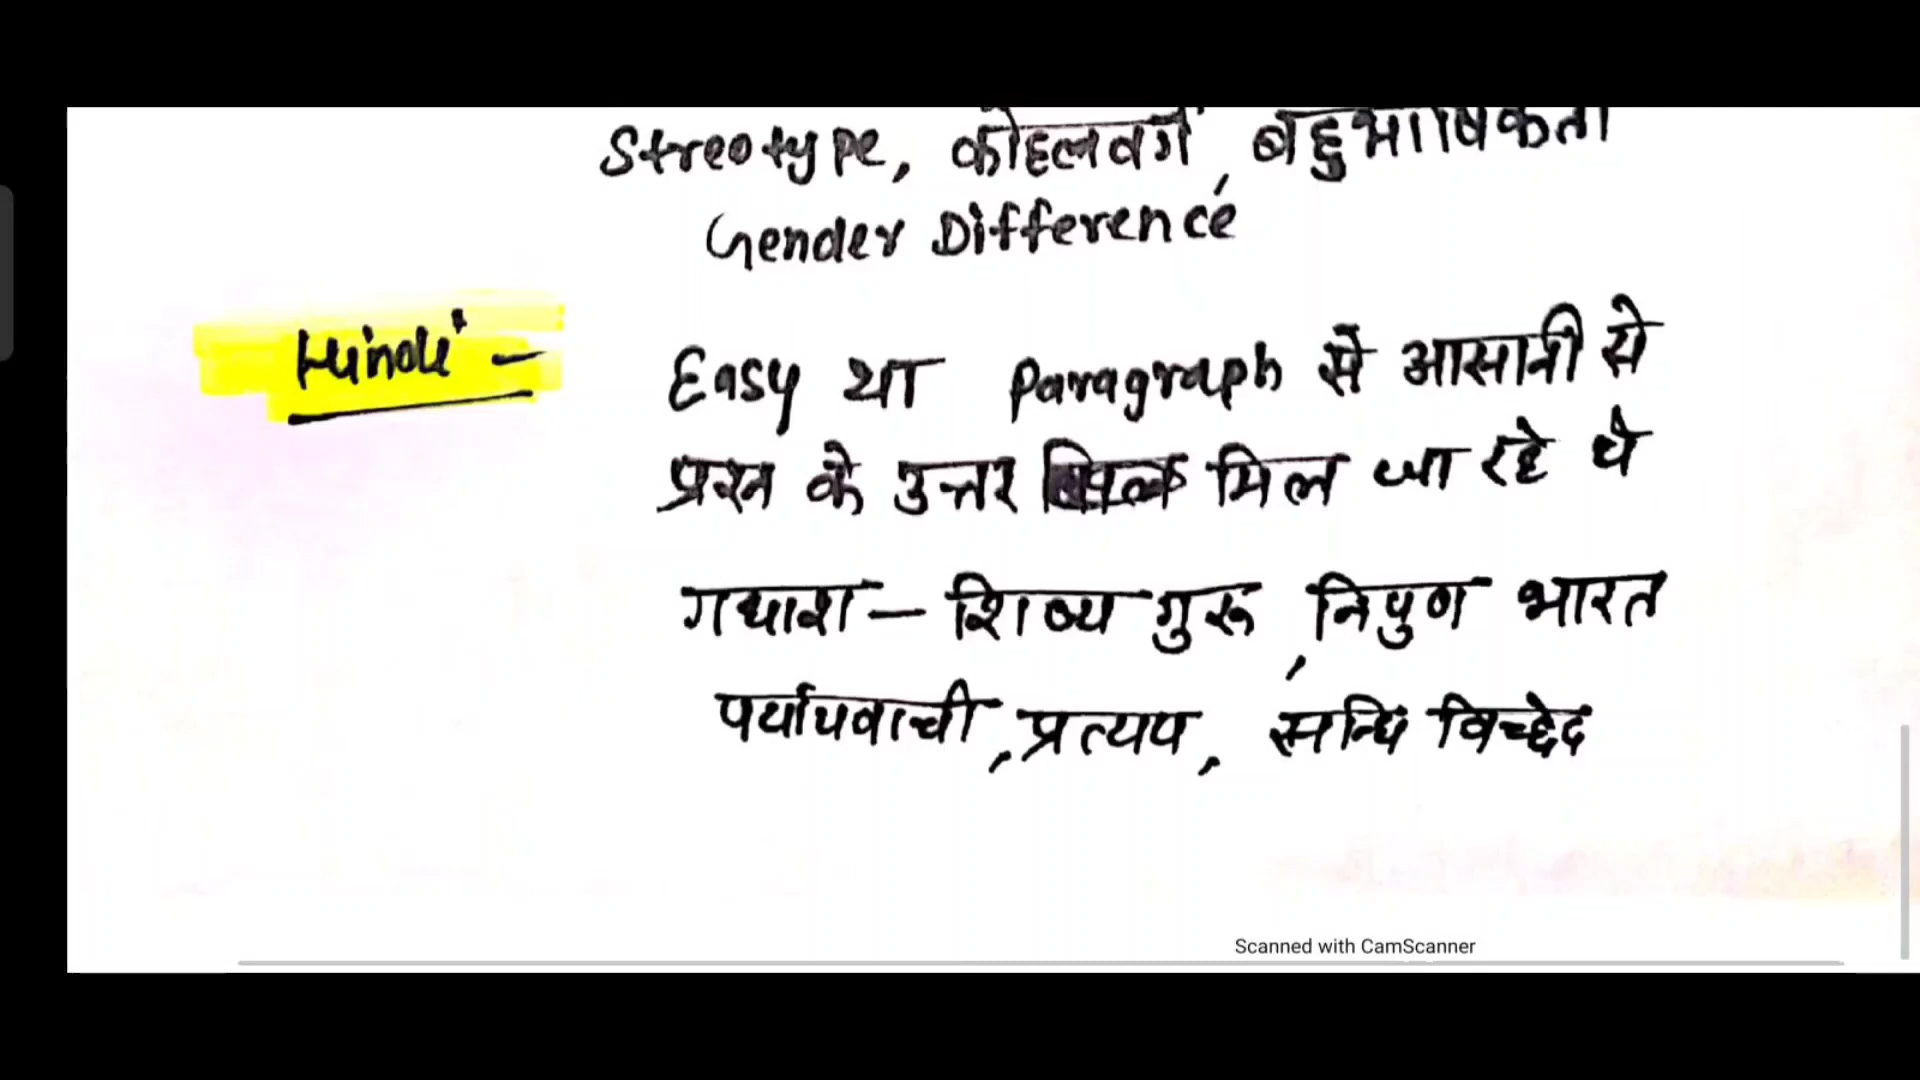 Streotype, कोहलबर्ग, बहुभाषिकता
Gender Difference
Hindi - Easy था Paragraph से आसानी से
प्रश्न के उत्तर मिल जा रहे थे
गद्यांश - शिष्य गुरू, निपुण भारत
पर्यायवाची, प्रत्यय, सन्धि विच्छेद
Scanned with CamScanner